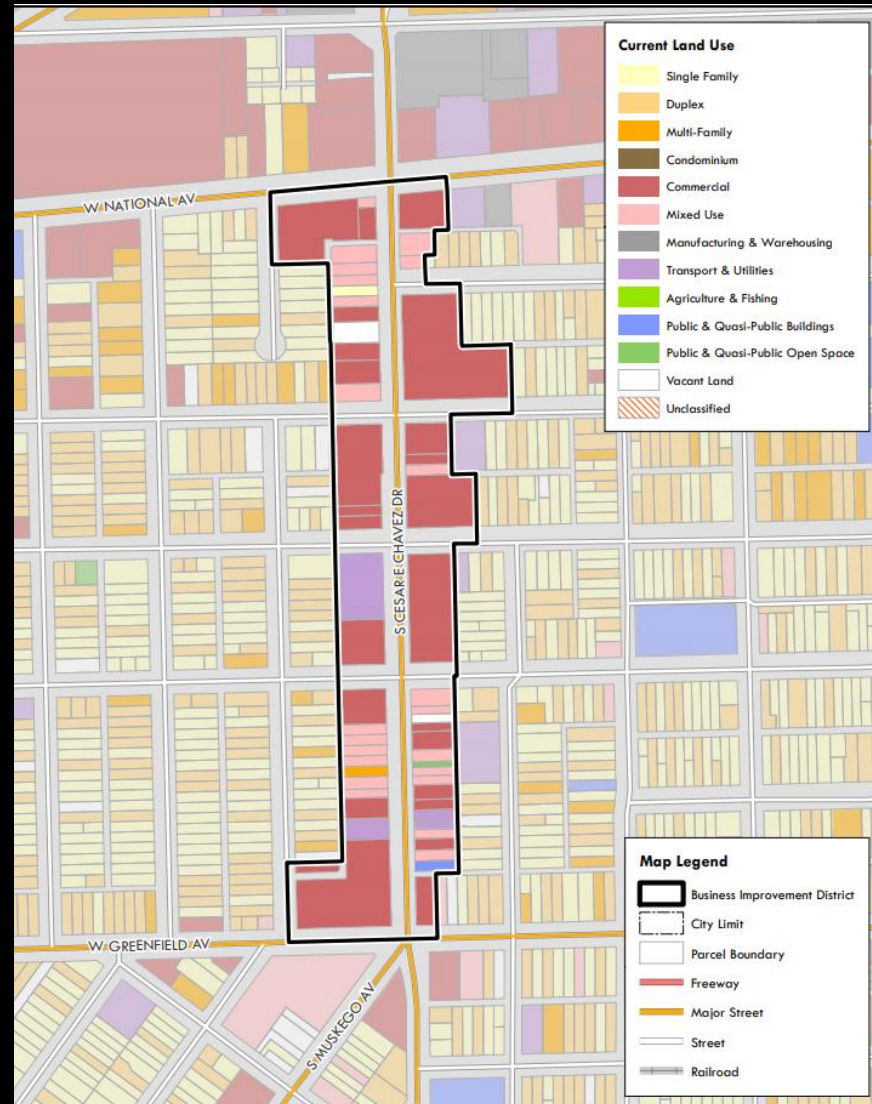 Current Land Use
Single Family
Duplex
Multi-Family
Condominium
Commercial
Mixed Use
Manufacturing & Warehousing
Transport & Utilities
Agriculture & Fishing
Public & Quasi-Public Buildings
Public & Quasi-Public Open Space
Vacant Land
Unclassified
W NATIONAL AV
S CESAR E CHAVEZ DR
W GREENFIELD AV
S MUSKEGO AV
Map Legend
Business Improvement District
City Limit
Parcel Boundary
Freeway
Major Street
Street
Railroad